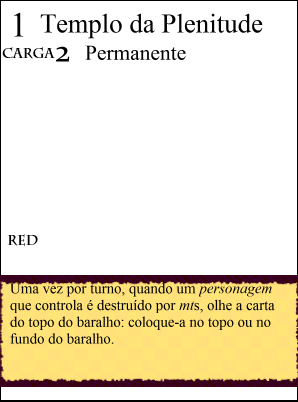 1 Templo da Plenitude
CARGA 2 Permanente
RED
Uma vez por turno, quando um personagem
que controla é destruído por mts, olhe a carta
do topo do baralho: coloque-a no topo ou no
fundo do baralho.